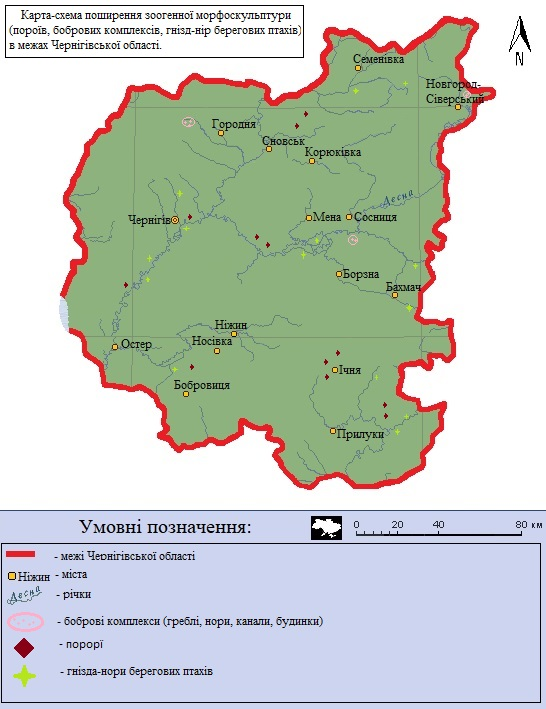 Карта-схема поширення зоогенної морфоскульптури
(пороїв, бобрових комплексів, гнізд-нір берегових птахів)
в межах Чернігівської області.
N
Семенівка
Новгород-
Сіверський
Городня
Сновськ
Корюківка
Десна
Чернігів
Мена
Сосниця
Борзна
Бахмач
Ніжин
Носівка
Остер
Ічня
Бобровиця
Прилуки
Умовні позначення:
0 20 40 80 км
- межі Чернігівської області
Ніжин - міста
Десна - річки
- боброві комплекси (греблі, нори, канали, будинки)
- порорї
- гнізда-нори берегових птахів